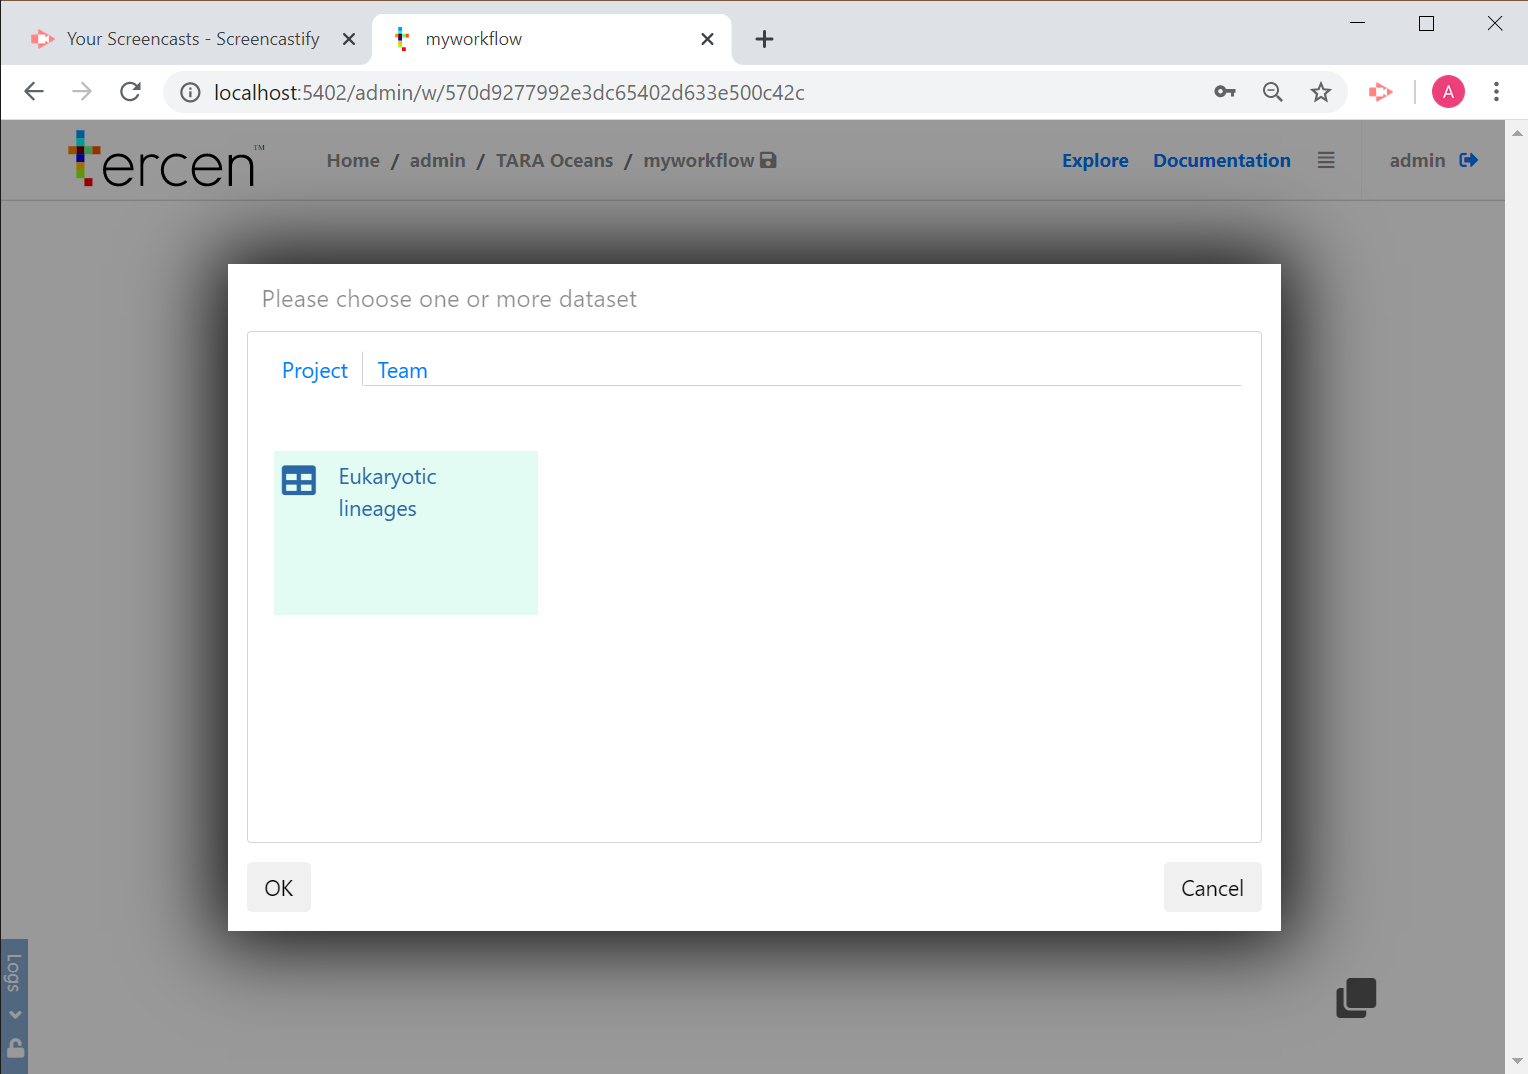 Your Screencasts - Screencastify
myworkflow
localhost:5402/admin/w/570d9277992e3dc65402d633e500c42c
A
tercen™
Home / admin / TARA Oceans / myworkflow
Explore
Documentation
admin
Please choose one or more dataset
Project
Team
Eukaryotic
lineages
OK
Cancel
Logs